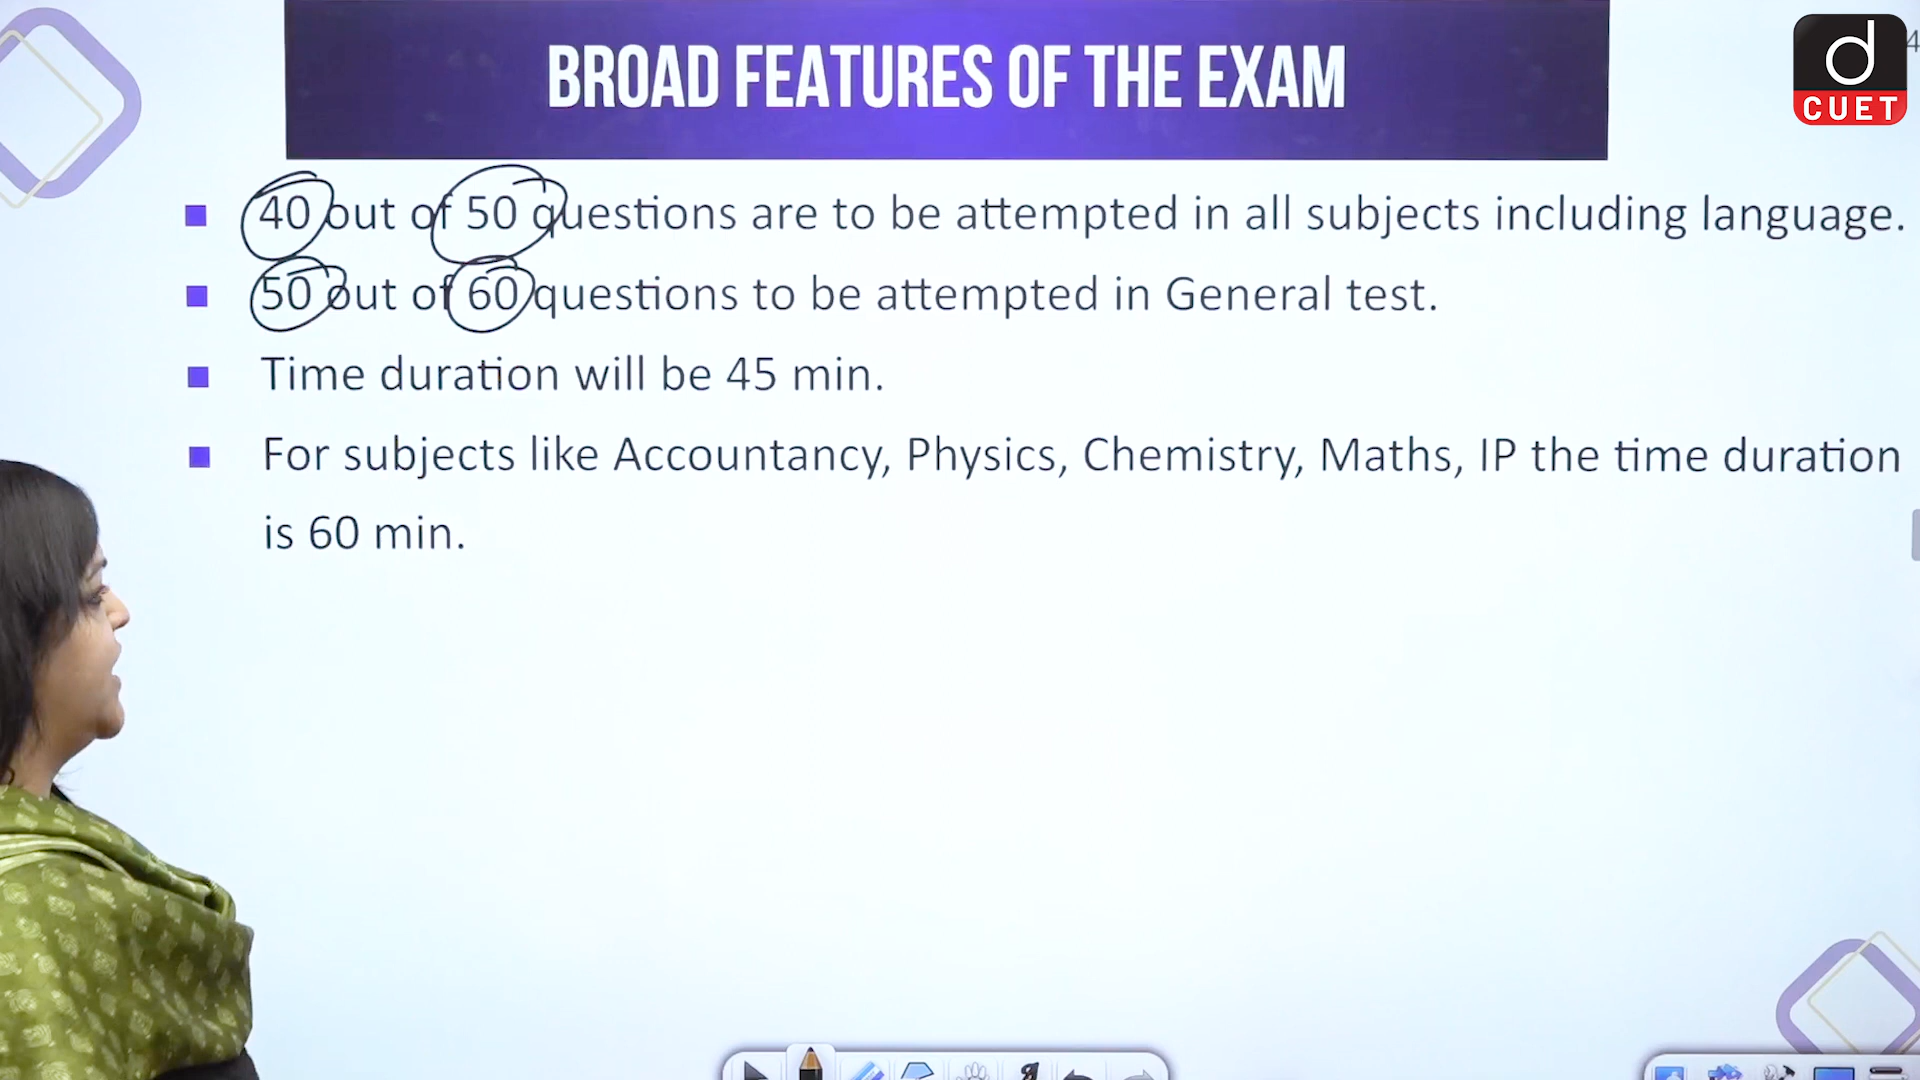 BROAD FEATURES OF THE EXAM
d
CUET
4
40 out of 50 questions are to be attempted in all subjects including language.
50 out of 60 questions to be attempted in General test.
Time duration will be 45 min.
For subjects like Accountancy, Physics, Chemistry, Maths, IP the time duration
is 60 min.